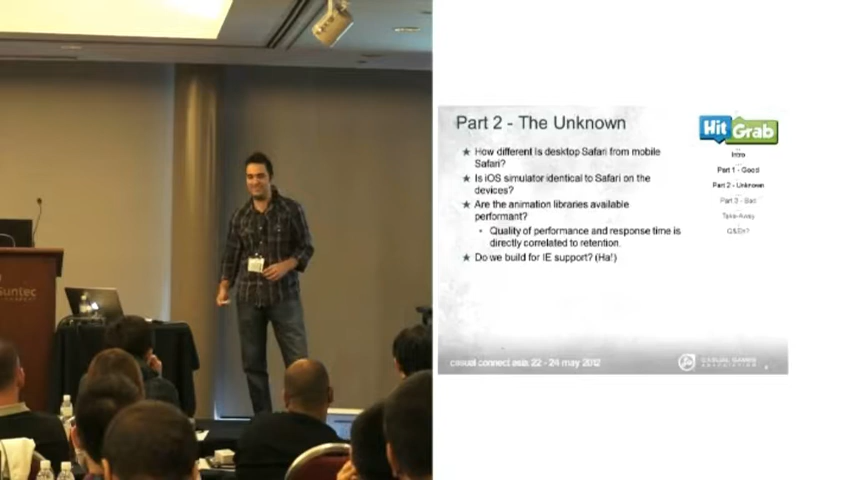 Suntec
Part 2 - The Unknown
Hit Grab
★ How different Is desktop Safari from mobile
Safari?
★ Is iOS simulator identical to Safari on the
devices?
★ Are the animation libraries available
performant?
• Quality of performance and response time is
directly correlated to retention.
★ Do we build for IE support? (Ha!)
Intro
Part 1 - Good
Part 2 - Unknown
Part 3 - Bad
Take-Away
casual connect asia 22 - 24 may 2012
CASUAL GAMES
ASSOCIATION